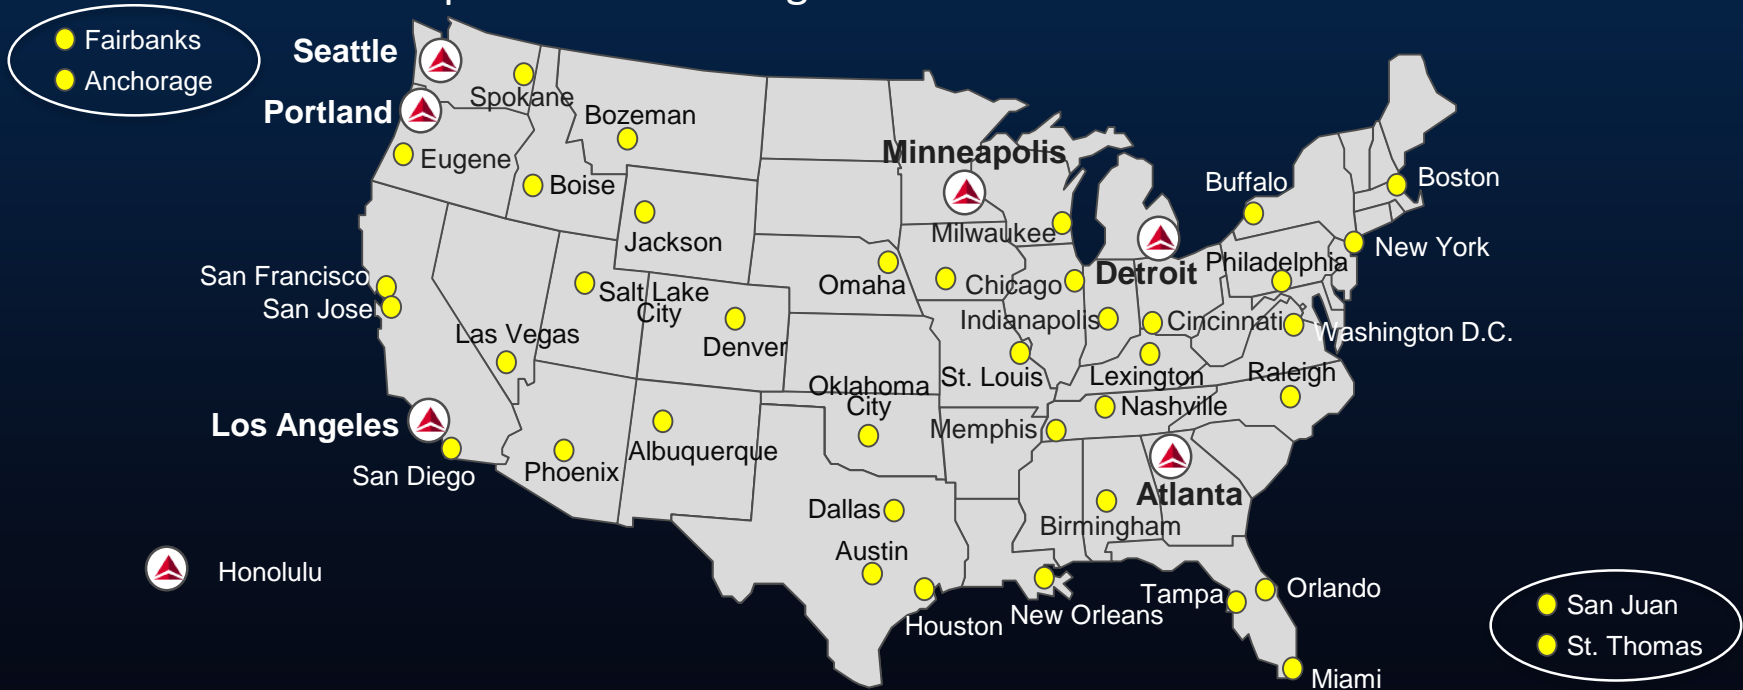 Fairbanks
Anchorage
Seattle
Portland
Spokane
Bozeman
Eugene
Boise
Jackson
Minneapolis
Milwaukee
Buffalo
Boston
Detroit
New York
Philadelphia
San Francisco
San Jose
Salt Lake
City
Omaha
Chicago
Las Vegas
Denver
Indianapolis
Cincinnati
Washington D.C.
St. Louis
Lexington
Raleigh
Oklahoma
City
Nashville
Memphis
Los Angeles
San Diego
Phoenix
Albuquerque
Atlanta
Dallas
Birmingham
Austin
Honolulu
Houston
New Orleans
Tampa
Orlando
Miami
San Juan
St. Thomas